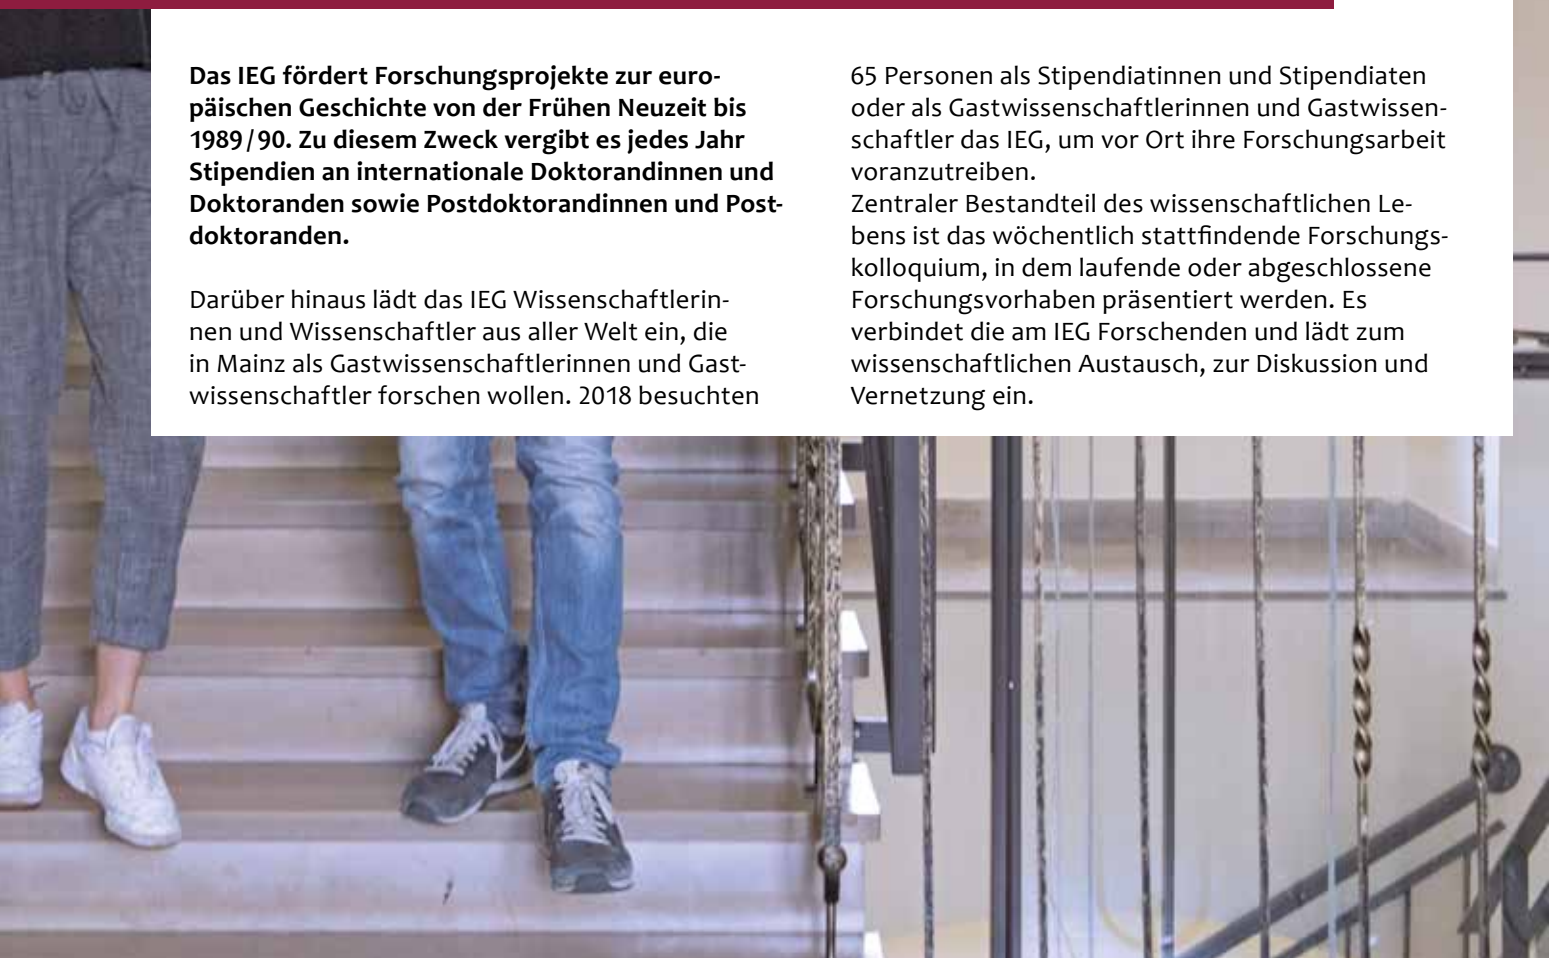 Das IEG fördert Forschungsprojekte zur euro-
päischen Geschichte von der Frühen Neuzeit bis
1989/90. Zu diesem Zweck vergibt es jedes Jahr
Stipendien an internationale Doktorandinnen und
Doktoranden sowie Postdoktorandinnen und Post-
doktoranden.
Darüber hinaus lädt das IEG Wissenschaftlerin-
nen und Wissenschaftler aus aller Welt ein, die
in Mainz als Gastwissenschaftlerinnen und Gast-
wissenschaftler forschen wollen. 2018 besuchten
65 Personen als Stipendiatinnen und Stipendiaten
oder als Gastwissenschaftlerinnen und Gastwissen-
schaftler das IEG, um vor Ort ihre Forschungsarbeit
voranzutreiben.
Zentraler Bestandteil des wissenschaftlichen Le-
bens ist das wöchentlich stattfindende Forschungs-
kolloquium, in dem laufende oder abgeschlossene
Forschungsvorhaben präsentiert werden. Es
verbindet die am IEG Forschenden und lädt zum
wissenschaftlichen Austausch, zur Diskussion und
Vernetzung ein.